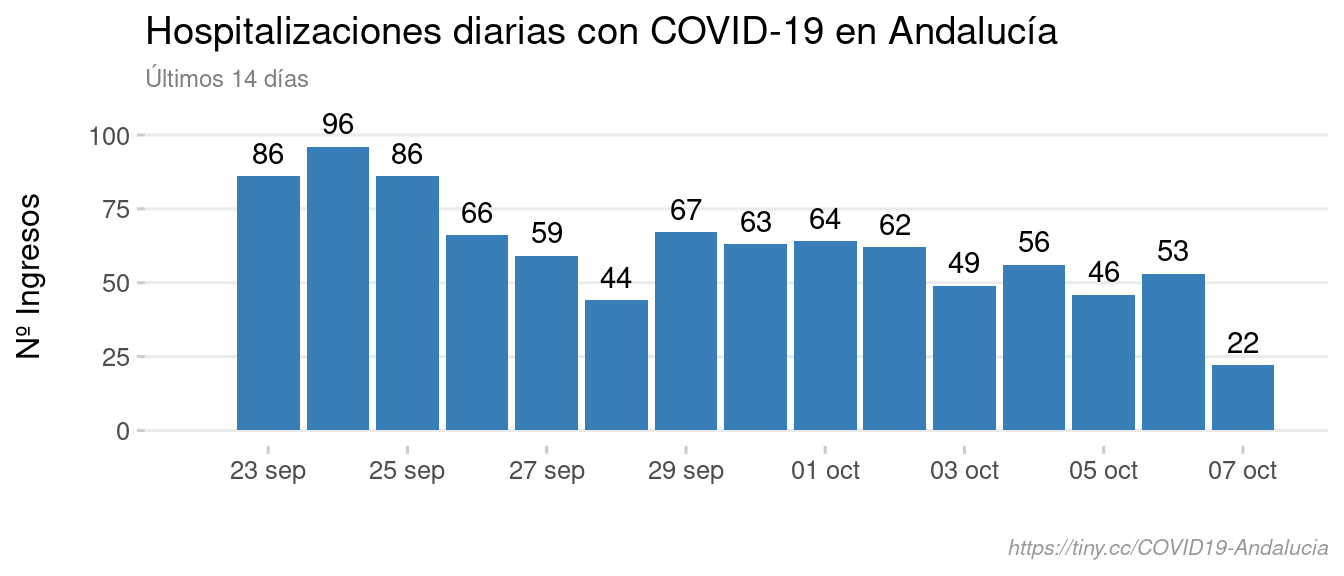 Hospitalizaciones diarias con COVID-19 en Andalucía
Últimos 14 días
Nº Ingresos
100
75
50
25
0
86
96
86
66
59
44
67
63
64
62
49
56
46
53
22
23 sep
25 sep
27 sep
29 sep
01 oct
03 oct
05 oct
07 oct
https://tiny.cc/COVID19-Andalucia